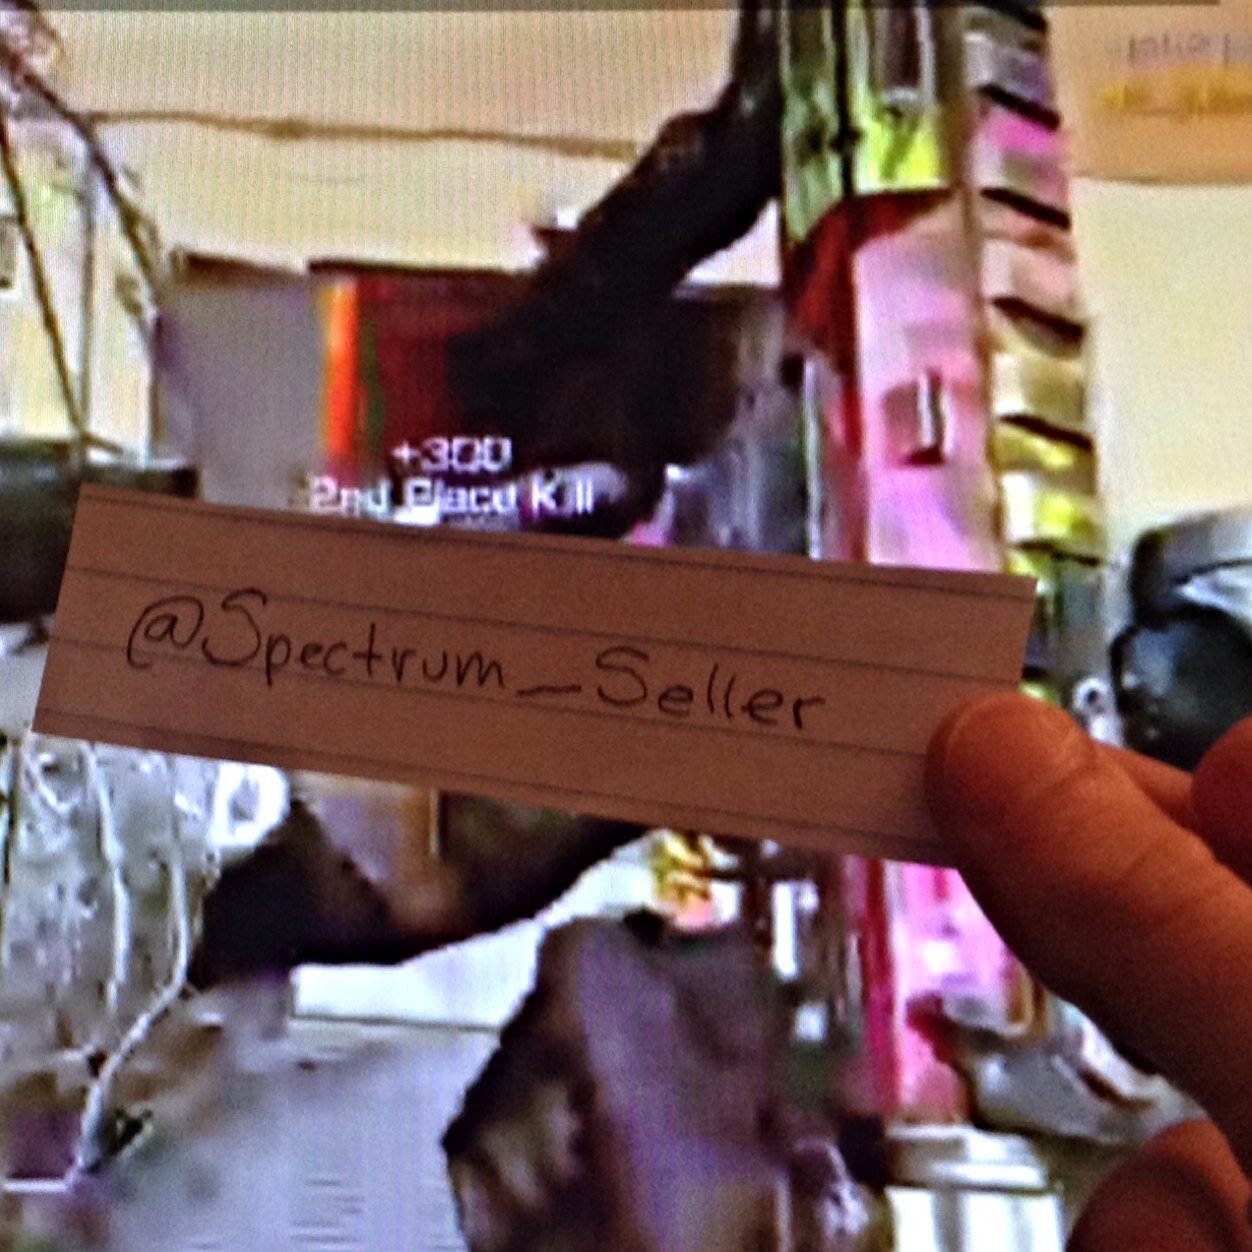 +300
2nd Place Kill
@Spectrum_Seller